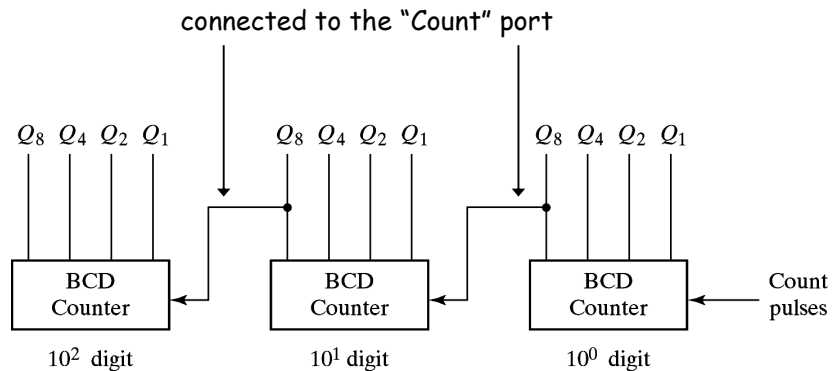 connected to the “Count” port
Q8 Q4 Q2 Q1 Q8 Q4 Q2 Q1 Q8 Q4 Q2 Q1
BCD Counter
BCD Counter
BCD Counter
Count pulses
10² digit
10¹ digit
10⁰ digit